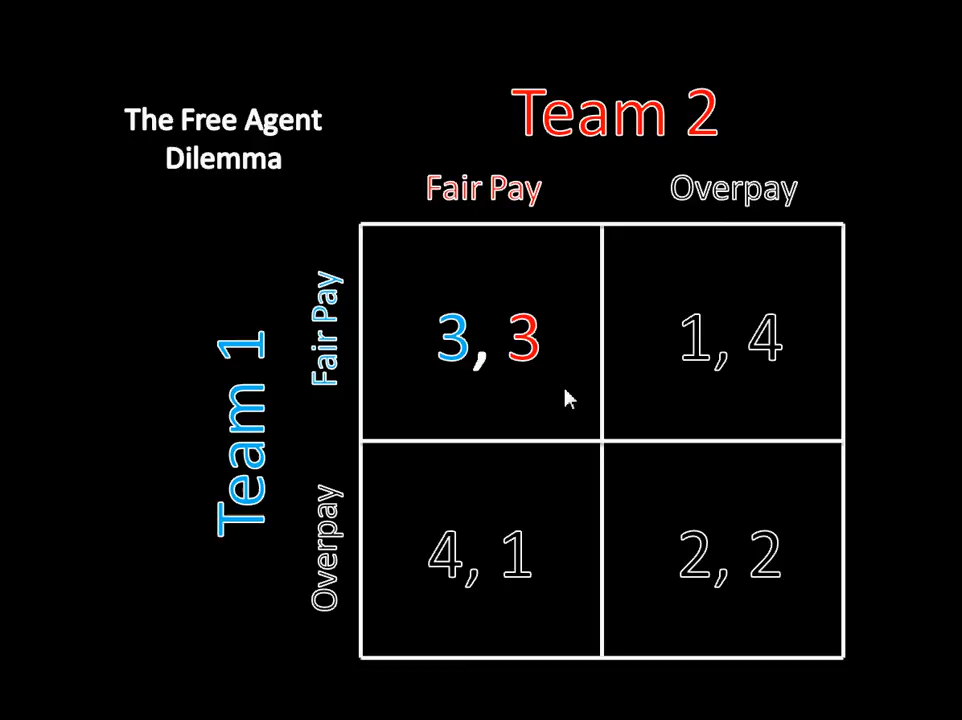 The Free Agent
Dilemma
Team 2
Fair Pay
Overpay
Team 1
Fair Pay
3, 3
1, 4
Overpay
4, 1
2, 2